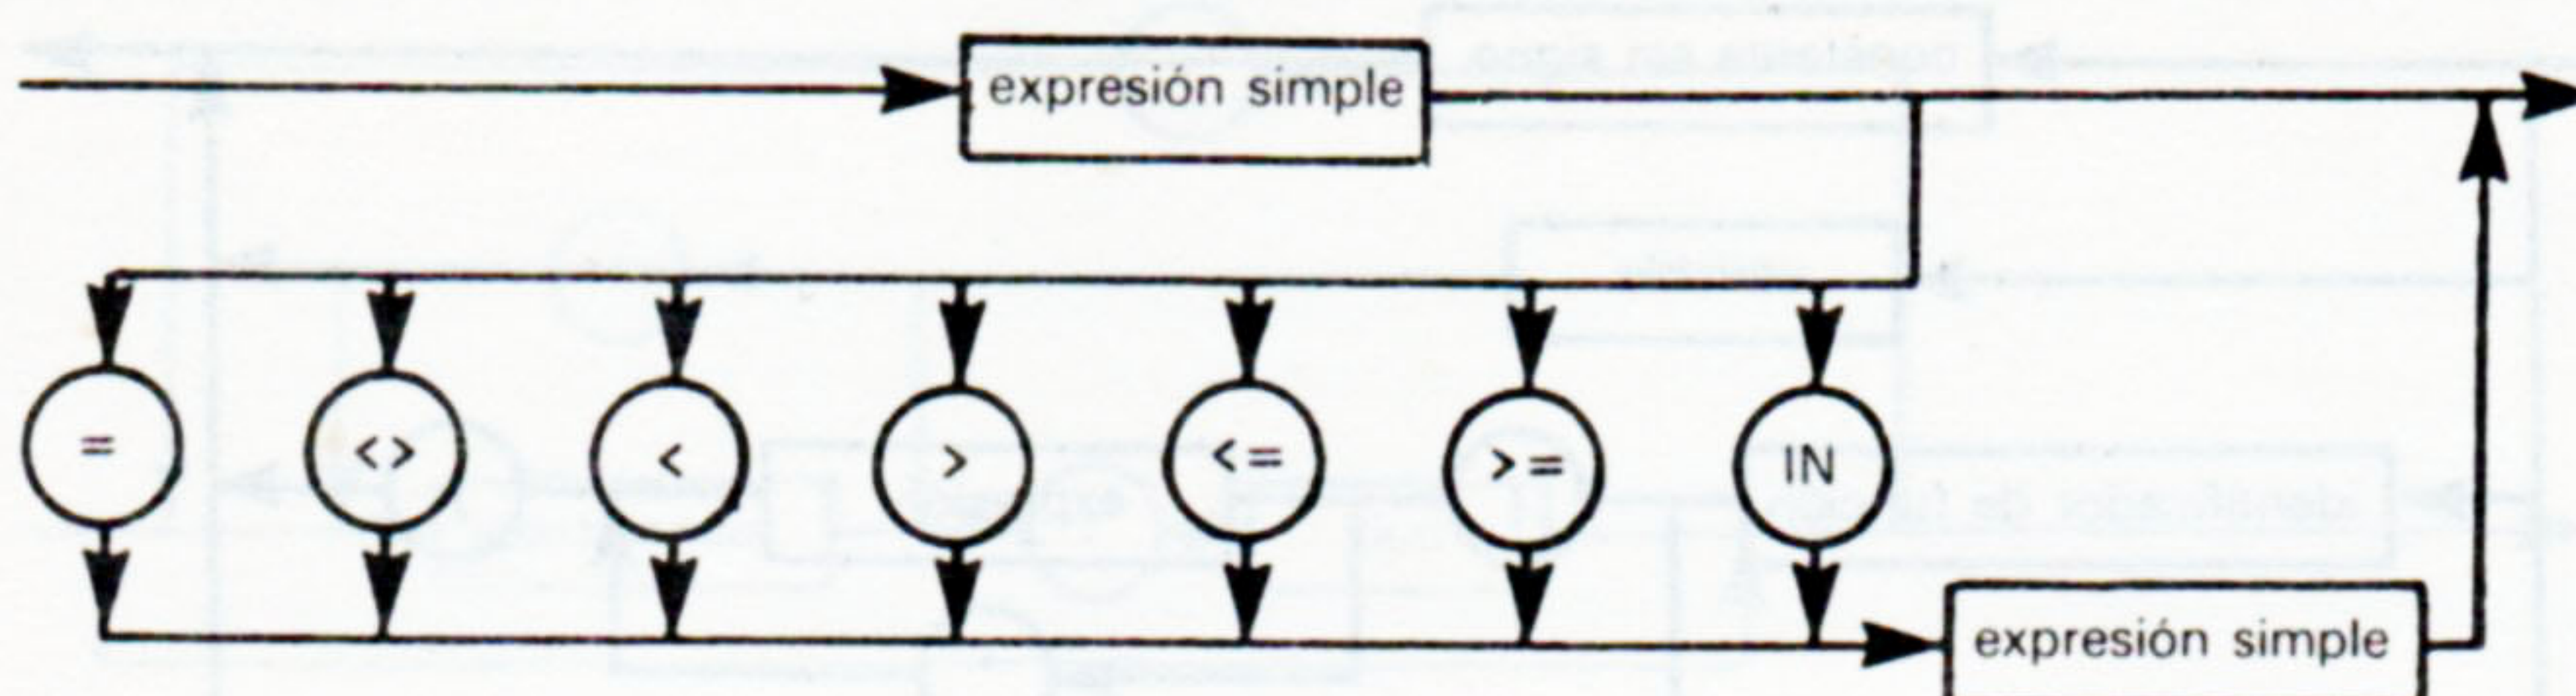 expresión simple
= <> < > <= >= IN
expresión simple